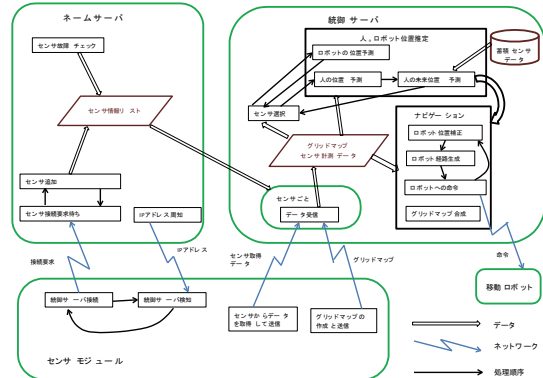 ネームサーバ
センサ故障 チェック
センサ情報リスト
センサ追加
センサ接続要求待ち
IPアドレス周知
統御 サーバ
人，ロボット位置推定
ロボットの位置予測
人の位置 予測
人の未来位置 予測
蓄積 センサ
データ
センサ選択
グリッドマップ
センサ計測 データ
ナビゲーション
ロボット位置補正
ロボット経路生成
ロボットへの命令
グリッドマップ合成
センサごと
データ受信
接続要求
IPアドレス
センサ取得
データ
グリッドマップ
命令
移動 ロボット
統御サーバ接続
統御サーバ検知
センサからデータ
を取得 して送信
グリッドマップの
作成 と送信
センサ モジュール
データ
ネットワーク
処理順序